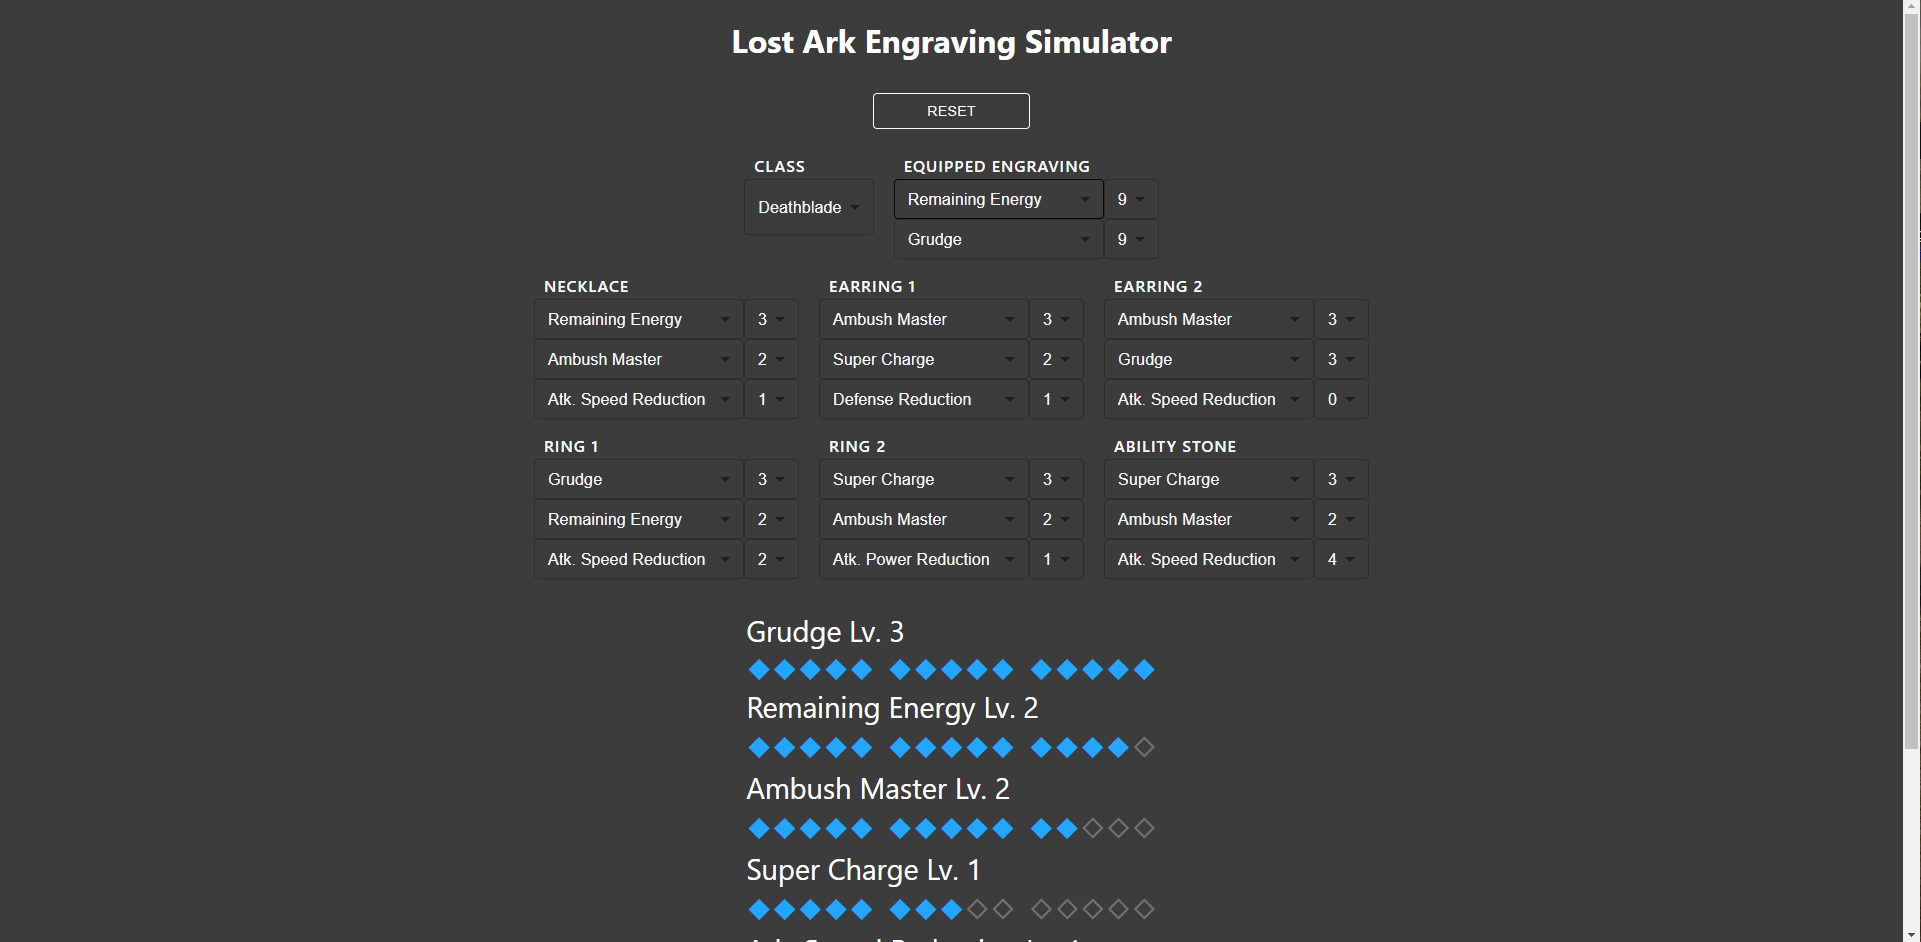 Lost Ark Engraving Simulator
RESET
CLASS
Deathblade
EQUIPPED ENGRAVING
Remaining Energy 9
Grudge 9
NECKLACE
Remaining Energy 3
Ambush Master 2
Atk. Speed Reduction 1
EARRING 1
Ambush Master 3
Super Charge 2
Defense Reduction 1
EARRING 2
Ambush Master 3
Grudge 3
Atk. Speed Reduction 0
RING 1
Grudge 3
Remaining Energy 2
Atk. Speed Reduction 2
RING 2
Super Charge 3
Ambush Master 2
Atk. Power Reduction 1
ABILITY STONE
Super Charge 3
Ambush Master 2
Atk. Speed Reduction 4
Grudge Lv. 3
Remaining Energy Lv. 2
Ambush Master Lv. 2
Super Charge Lv. 1